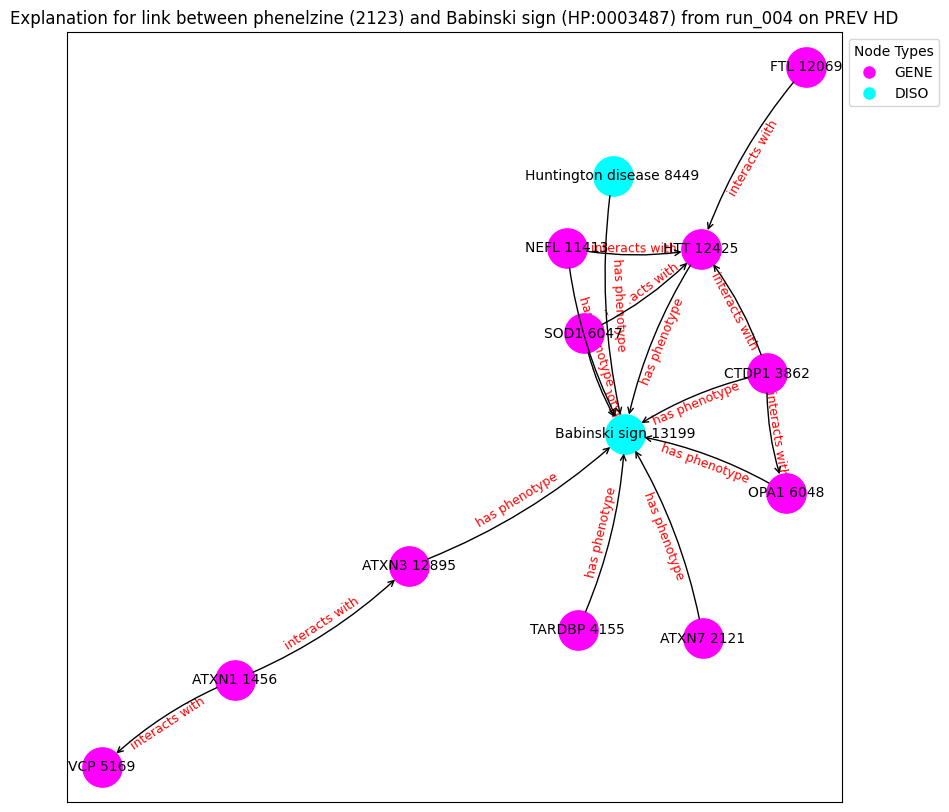 Explanation for link between phenelzine (2123) and Babinski sign (HP:0003487) from run_004 on PREV HD
Node Types
GENE
DISO
FTL 12069
interacts with
Huntington disease 8449
NEFL 11413
interacts with
HTT 12425
has phenotype
acts with
interacts with
SOD1 6047
has phenotype
CTDP1 3862
has phenotype
interacts with
Babinski sign 13199
has phenotype
OPA1 6048
has phenotype
has phenotype
has phenotype
ATXN3 12895
interacts with
TARDBP 4155
ATXN7 2121
ATXN1 1456
interacts with
VCP 5169